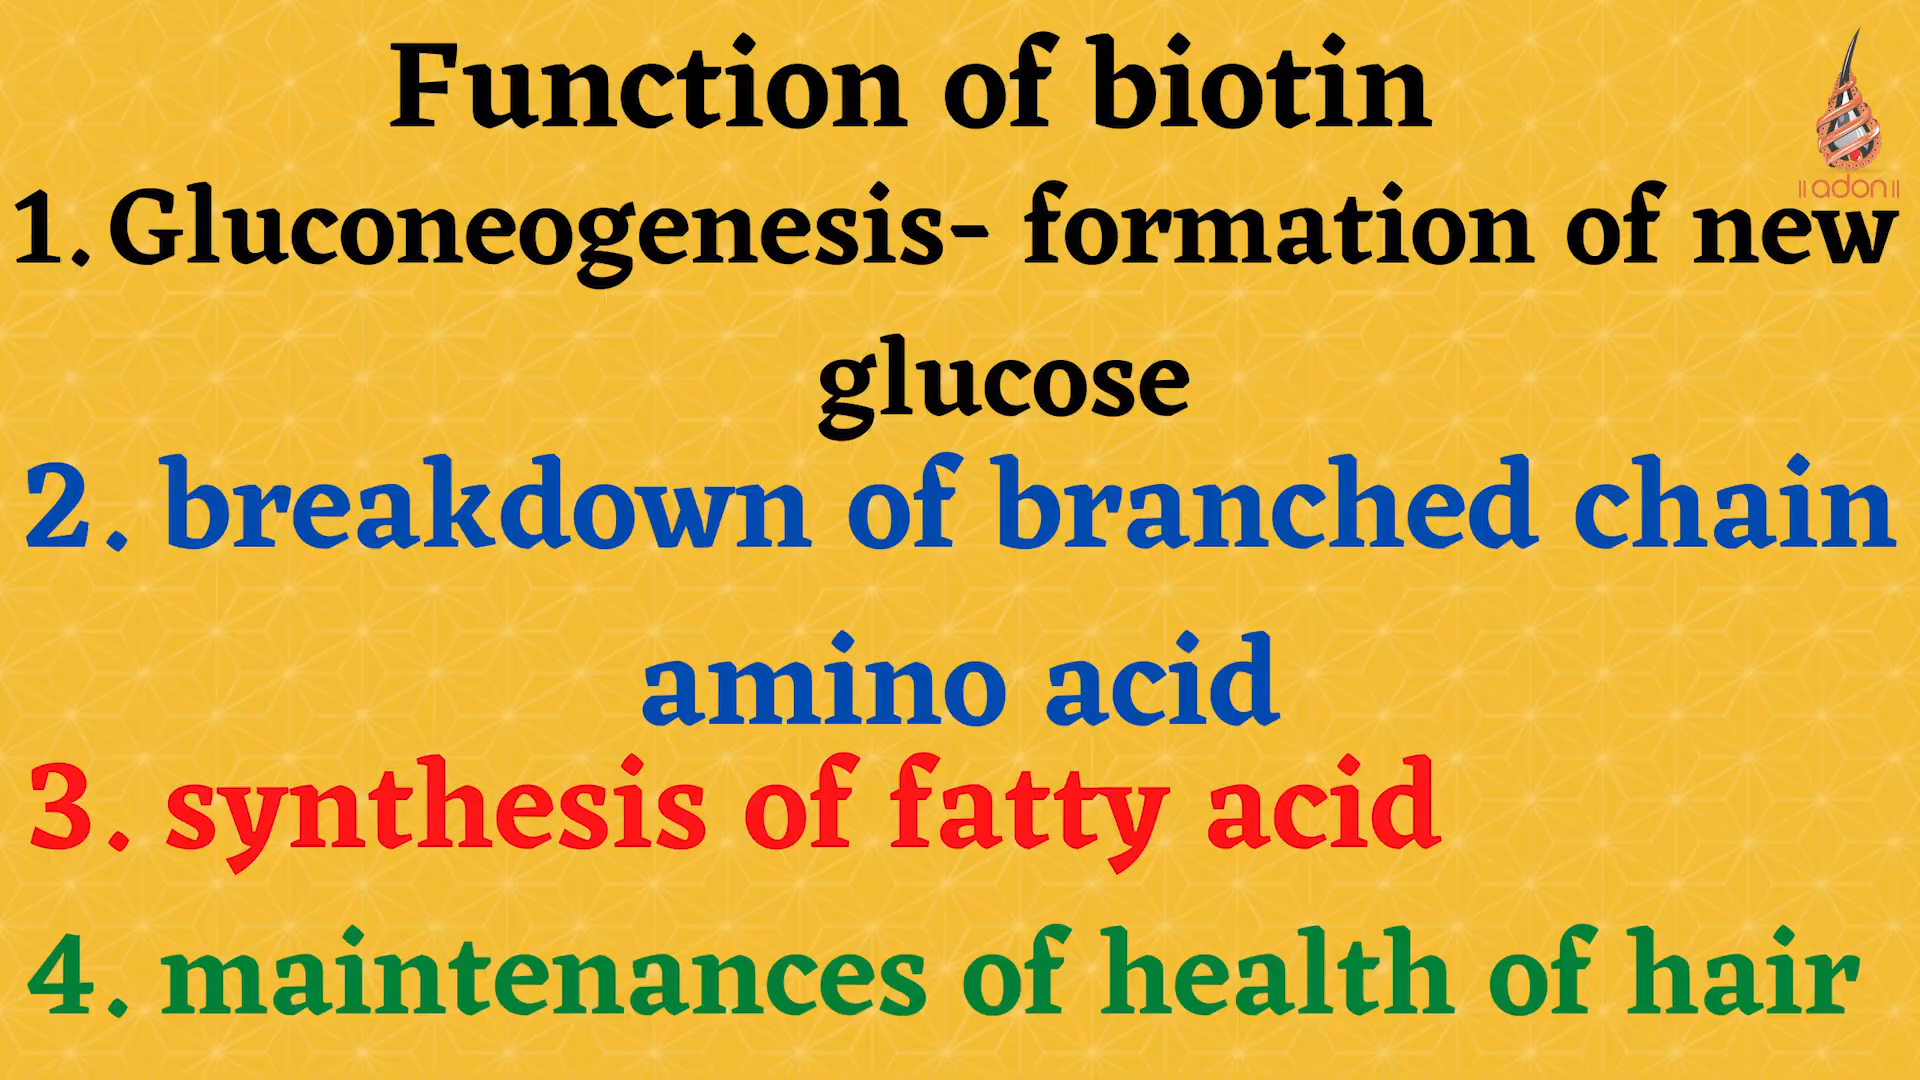 Function of biotin
|| adon ||
1. Gluconeogenesis- formation of new
glucose
2. breakdown of branched chain
amino acid
3. synthesis of fatty acid
4. maintenances of health of hair